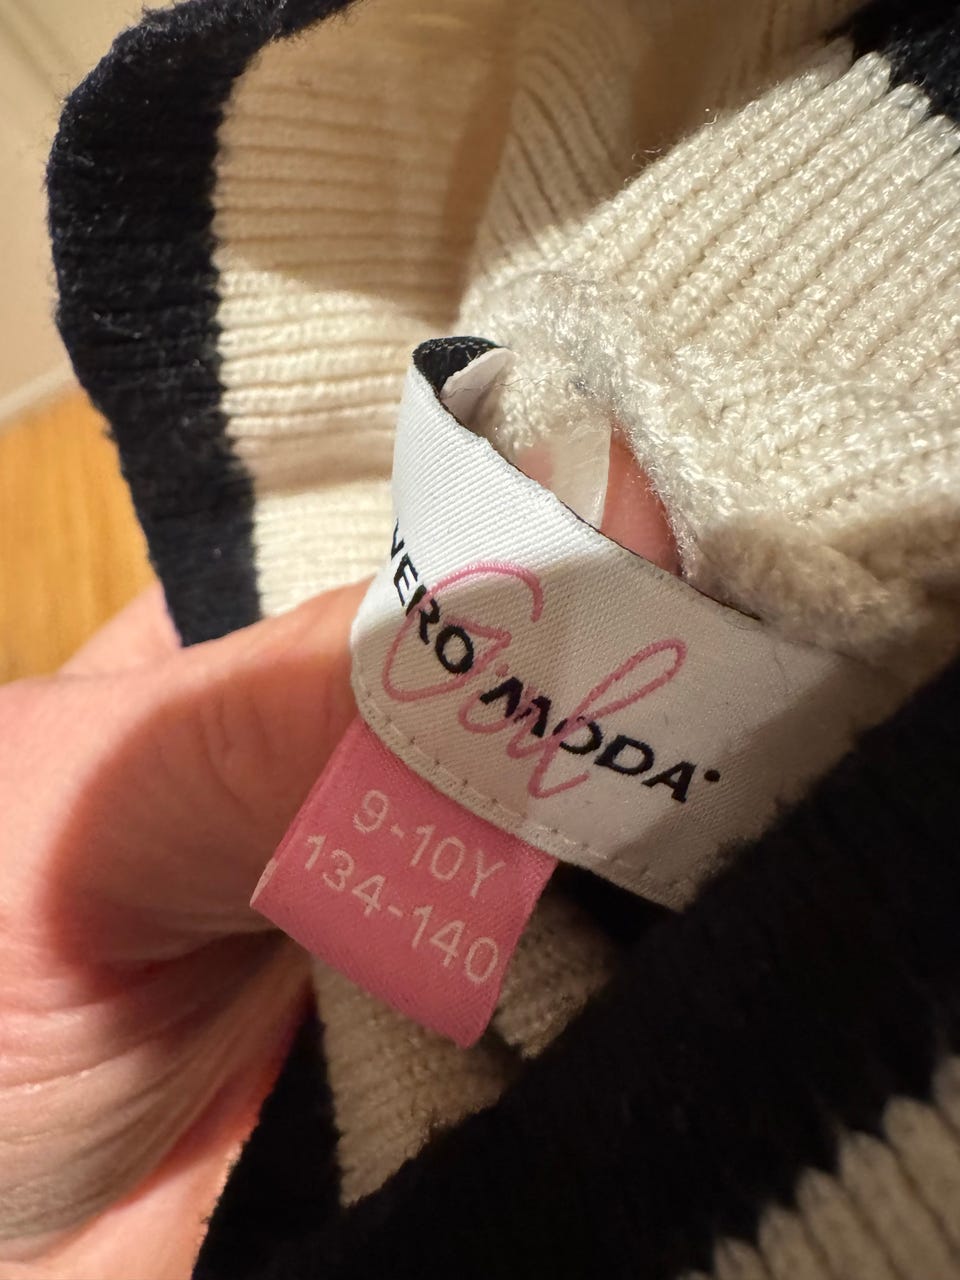 VERO MODA
Girl
9-10Y
134-140